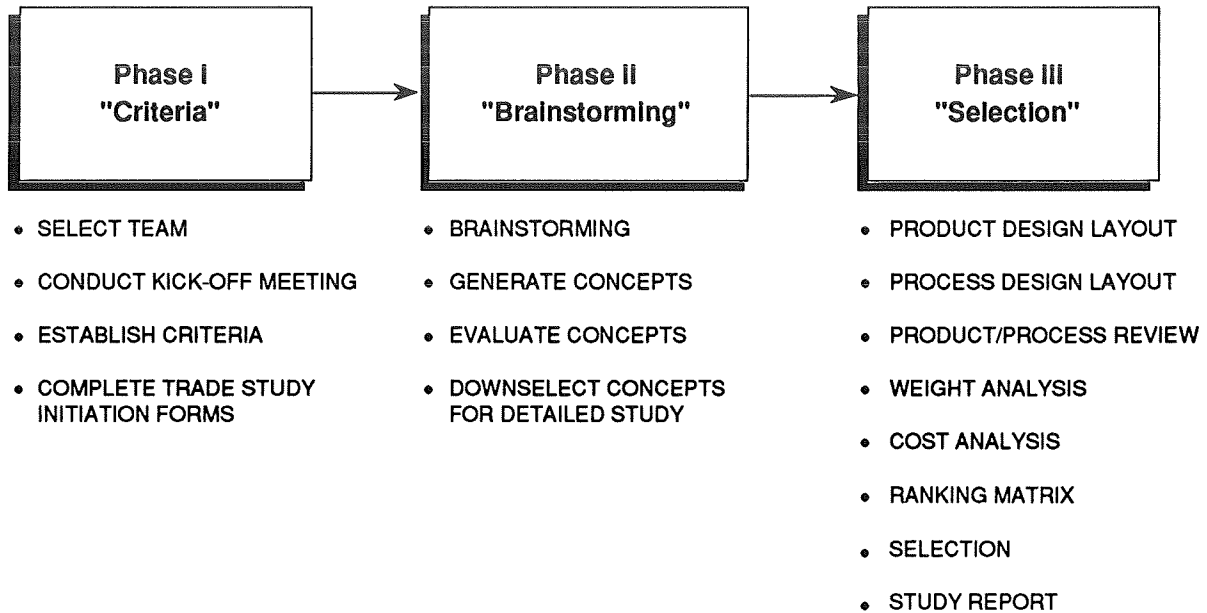 Phase I
"Criteria"
Phase II
"Brainstorming"
Phase III
"Selection"
• SELECT TEAM
• CONDUCT KICK-OFF MEETING
• ESTABLISH CRITERIA
• COMPLETE TRADE STUDY
INITIATION FORMS
• BRAINSTORMING
• GENERATE CONCEPTS
• EVALUATE CONCEPTS
• DOWNSELECT CONCEPTS
FOR DETAILED STUDY
• PRODUCT DESIGN LAYOUT
• PROCESS DESIGN LAYOUT
• PRODUCT/PROCESS REVIEW
• WEIGHT ANALYSIS
• COST ANALYSIS
• RANKING MATRIX
• SELECTION
• STUDY REPORT